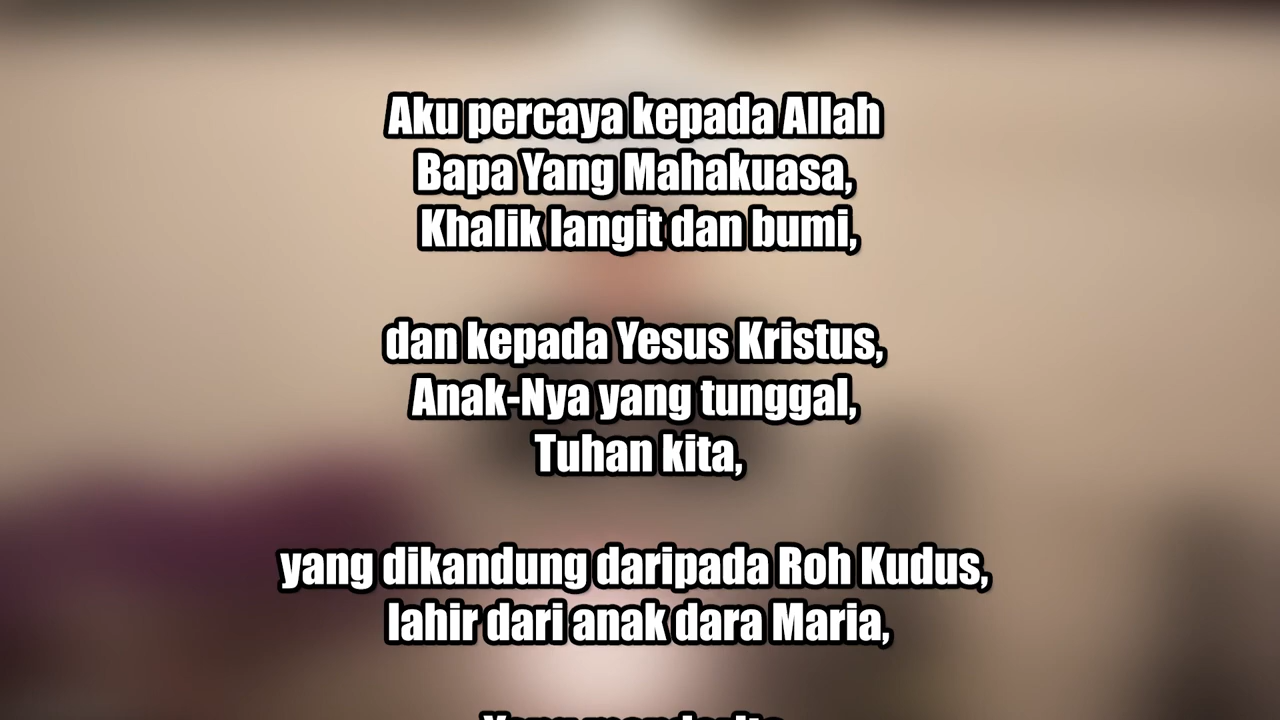 Aku percaya kepada Allah
Bapa Yang Mahakuasa,
Khalik langit dan bumi,
dan kepada Yesus Kristus,
Anak-Nya yang tunggal,
Tuhan kita,
yang dikandung daripada Roh Kudus,
lahir dari anak dara Maria,